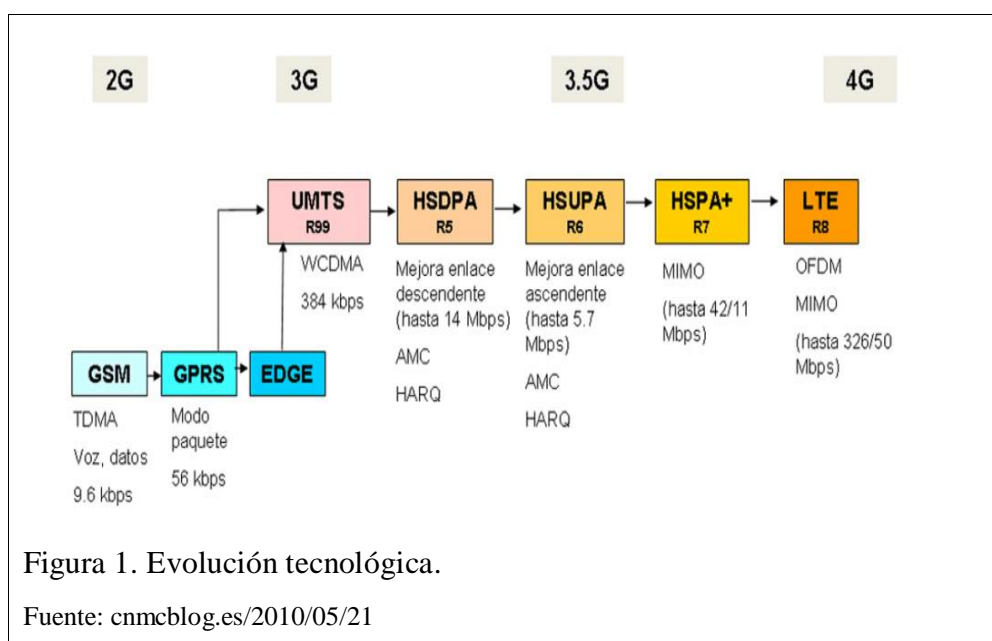 2G
3G
3.5G
4G
UMTS
R99
HSDPA
R5
HSUPA
R6
HSPA+
R7
LTE
R8
WCDMA
384 kbps
Mejora enlace
descendente
(hasta 14 Mbps)
AMC
HARQ
Mejora enlace
ascendente
(hasta 5.7
Mbps)
AMC
HARQ
MIMO
(hasta 42/11
Mbps)
OFDM
MIMO
(hasta 326/50
Mbps)
GSM
GPRS
EDGE
TDMA
Voz, datos
9.6 kbps
Modo
paquete
56 kbps
Figura 1. Evolución tecnológica.
Fuente: cnmcblog.es/2010/05/21